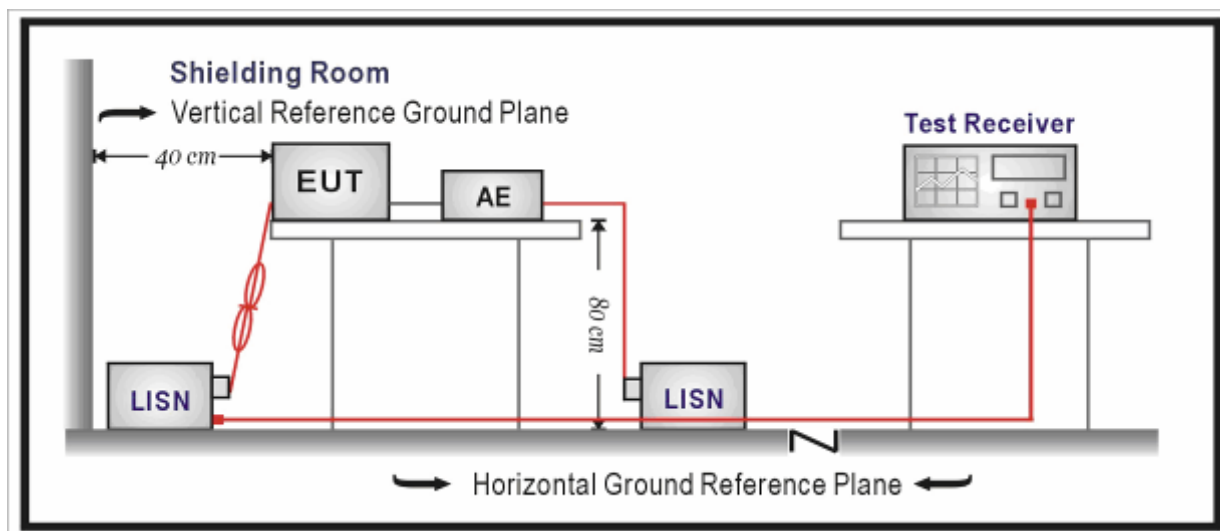 Shielding Room
Vertical Reference Ground Plane
40 cm
Test Receiver
EUT
AE
80 cm
LISN
LISN
Horizontal Ground Reference Plane